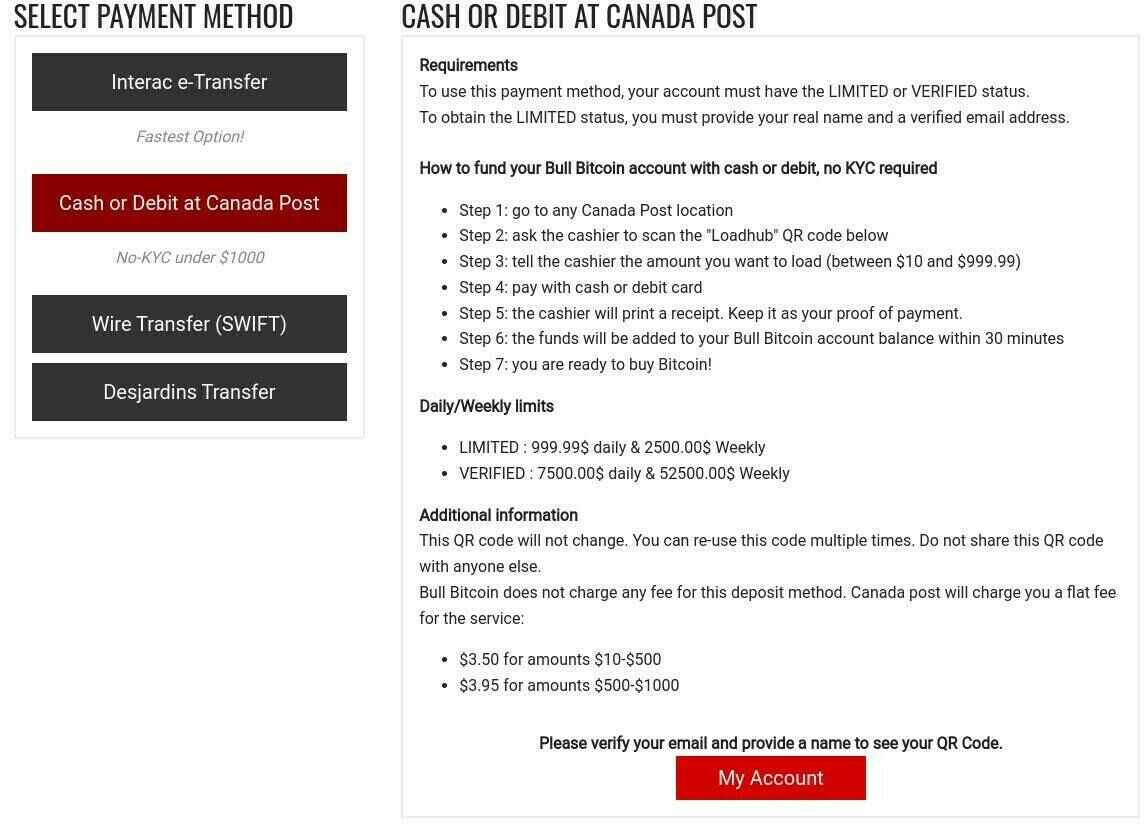 SELECT PAYMENT METHOD
Interac e-Transfer
Fastest Option!
Cash or Debit at Canada Post
No-KYC under $1000
Wire Transfer (SWIFT)
Desjardins Transfer
CASH OR DEBIT AT CANADA POST
Requirements
To use this payment method, your account must have the LIMITED or VERIFIED status.
To obtain the LIMITED status, you must provide your real name and a verified email address.
How to fund your Bull Bitcoin account with cash or debit, no KYC required
• Step 1: go to any Canada Post location
• Step 2: ask the cashier to scan the "Loadhub" QR code below
• Step 3: tell the cashier the amount you want to load (between $10 and $999.99)
• Step 4: pay with cash or debit card
• Step 5: the cashier will print a receipt. Keep it as your proof of payment.
• Step 6: the funds will be added to your Bull Bitcoin account balance within 30 minutes
• Step 7: you are ready to buy Bitcoin!
Daily/Weekly limits
• LIMITED : 999.99$ daily & 2500.00$ Weekly
• VERIFIED : 7500.00$ daily & 52500.00$ Weekly
Additional information
This QR code will not change. You can re-use this code multiple times. Do not share this QR code
with anyone else.
Bull Bitcoin does not charge any fee for this deposit method. Canada post will charge you a flat fee
for the service:
• $3.50 for amounts $10-$500
• $3.95 for amounts $500-$1000
Please verify your email and provide a name to see your QR Code.
My Account